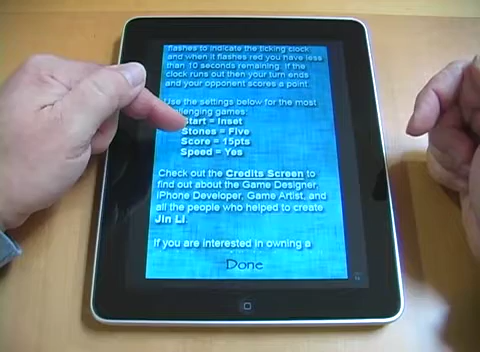 flashes to indicate the ticking clock
and when it flashes red you have less
than 10 seconds remaining. If the
clock runs out then your turn ends
and your opponent scores a point.
Use the settings below for the most
llenging games:
Start = Inset
Stones = Five
Score = 15pts
Speed = Yes
Check out the Credits Screen to
find out about the Game Designer,
iPhone Developer, Game Artist, and
all the people who helped to create
Jin Li.
If you are interested in owning a
Done